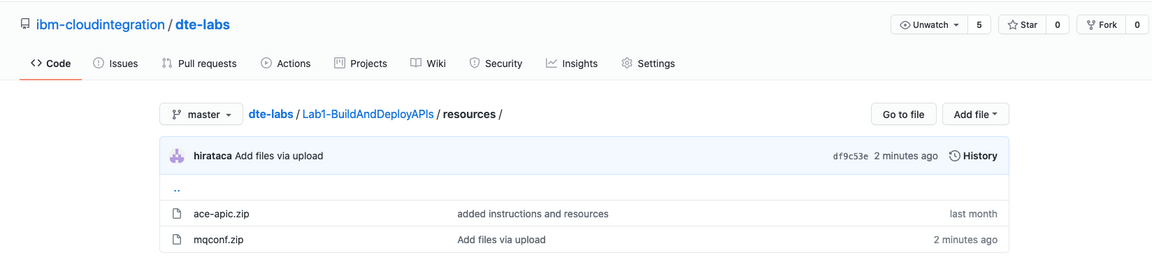 ibm-cloudintegration / dte-labs Unwatch 5 Star 0 Fork 0
Code Issues Pull requests Actions Projects Wiki Security Insights Settings
master dte-labs / Lab1-BuildAndDeployAPIs / resources / Go to file Add file
hirataca Add files via upload df9c53e 2 minutes ago History
..
ace-apic.zip added instructions and resources last month
mqconf.zip Add files via upload 2 minutes ago